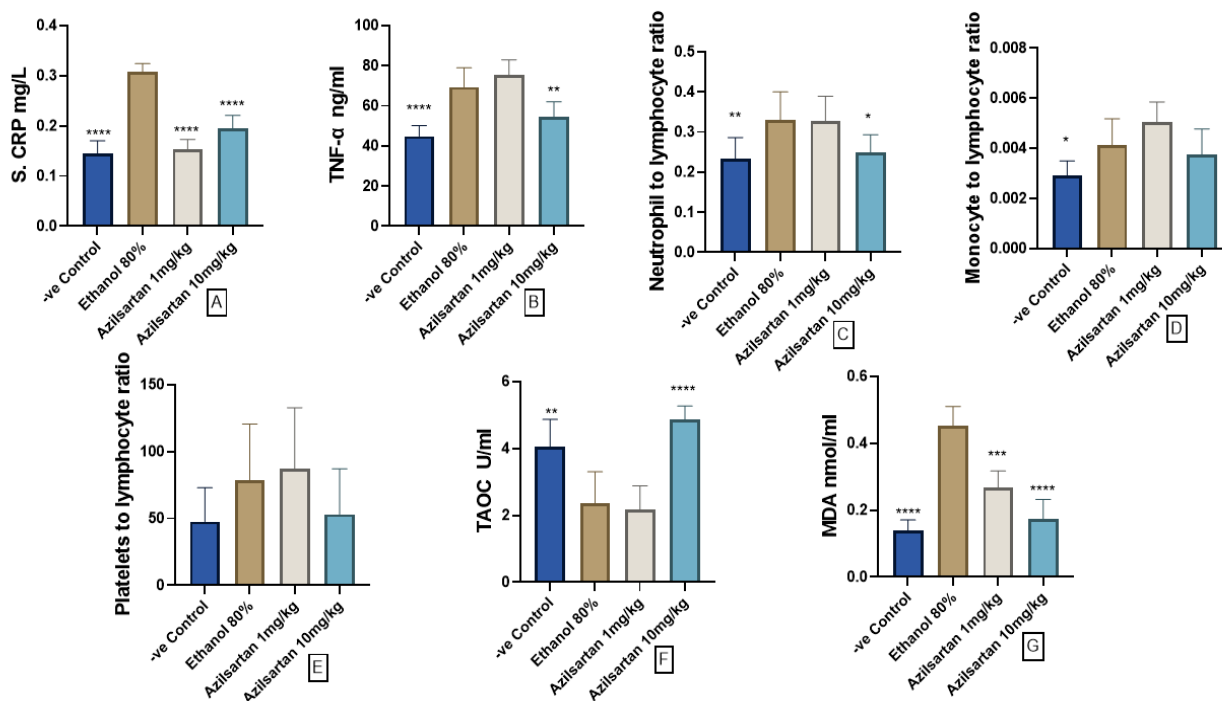 S. CRP mg/L
0.4
0.3
0.2
0.1
0.0
****
****
****
-ve Control
Ethanol 80%
Azilsartan 1mg/kg
Azilsartan 10mg/kg
A
TNF-α ng/ml
100
80
60
40
20
0
****
**
-ve Control
Ethanol 80%
Azilsartan 1mg/kg
Azilsartan 10mg/kg
B
Neutrophil to lymphocyte ratio
0.5
0.4
0.3
0.2
0.1
0.0
**
*
-ve Control
Ethanol 80%
Azilsartan 1mg/kg
Azilsartan 10mg/kg
C
Monocyte to lymphocyte ratio
0.008
0.006
0.004
0.002
0.000
*
-ve Control
Ethanol 80%
Azilsartan 1mg/kg
Azilsartan 10mg/kg
D
Platelets to lymphocyte ratio
150
100
50
0
-ve Control
Ethanol 80%
Azilsartan 1mg/kg
Azilsartan 10mg/kg
E
TAOC U/ml
6
4
2
0
**
****
-ve Control
Ethanol 80%
Azilsartan 1mg/kg
Azilsartan 10mg/kg
F
MDA nmol/ml
0.6
0.4
0.2
0.0
****
***
****
-ve Control
Ethanol 80%
Azilsartan 1mg/kg
Azilsartan 10mg/kg
G